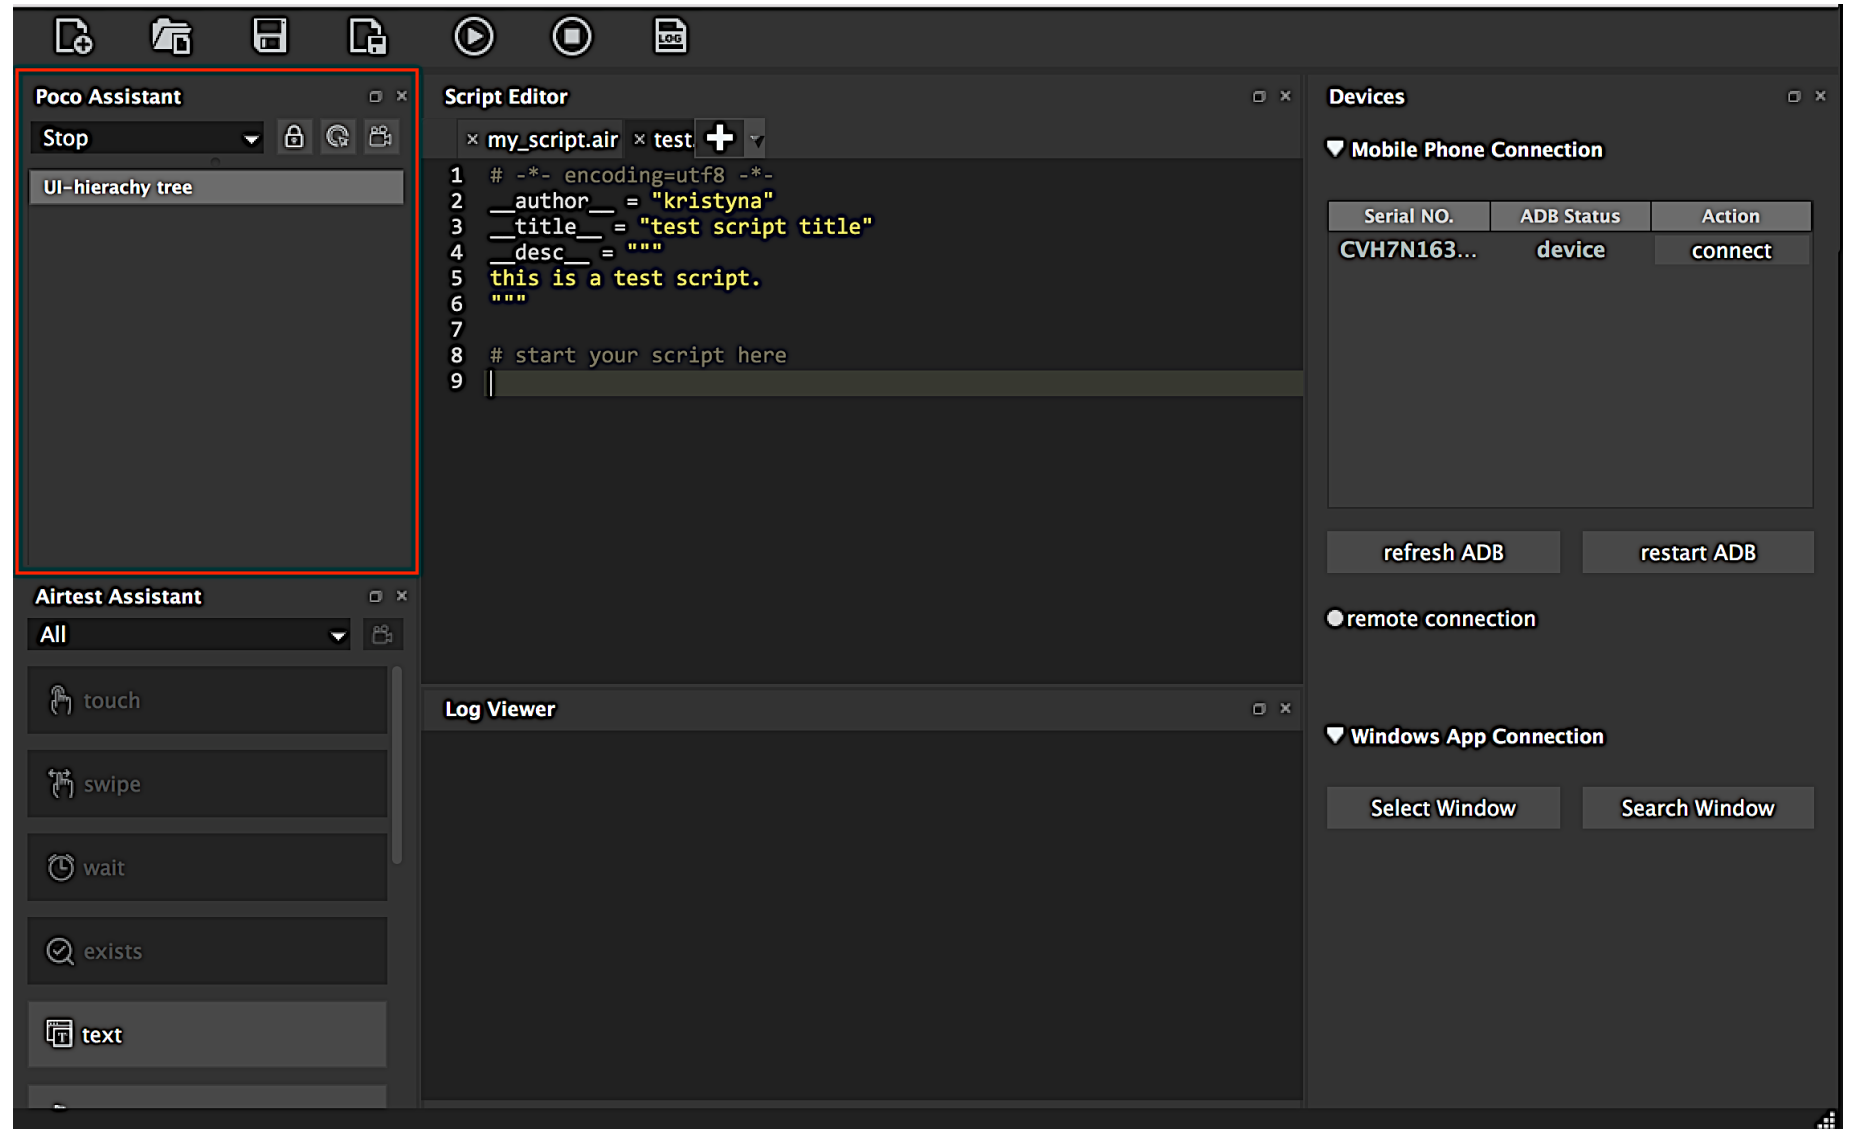 LOG
Poco Assistant
Stop
UI-hierachy tree
Airtest Assistant
All
touch
swipe
wait
exists
text
Script Editor
my_script.air
test.
1 # -*- encoding=utf8 -*-
2 __author__ = "kristyna"
3 __title__ = "test script title"
4 __desc__ = """
5 this is a test script.
6 """
7
8 # start your script here
9
Log Viewer
Devices
Mobile Phone Connection
Serial NO. ADB Status Action
CVH7N163... device connect
refresh ADB restart ADB
remote connection
Windows App Connection
Select Window Search Window